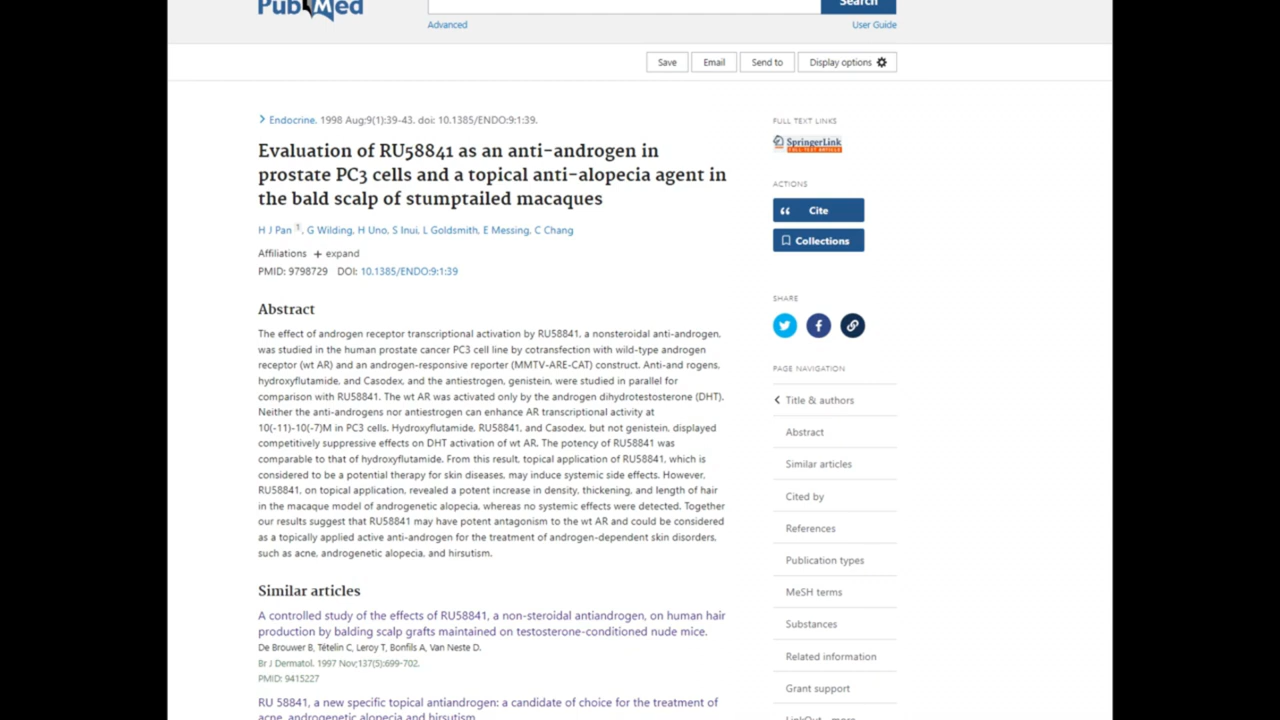 PubMed
Search
Advanced
User Guide
Save
Email
Send to
Display options
Endocrine. 1998 Aug;9(1):39-43. doi: 10.1385/ENDO:9:1:39.
Evaluation of RU58841 as an anti-androgen in
prostate PC3 cells and a topical anti-alopecia agent in
the bald scalp of stumptailed macaques
H J Pan 1, G Wilding, H Uno, S Inui, L Goldsmith, E Messing, C Chang
Affiliations + expand
PMID: 9798729 DOI: 10.1385/ENDO:9:1:39
Abstract
The effect of androgen receptor transcriptional activation by RU58841, a nonsteroidal anti-androgen,
was studied in the human prostate cancer PC3 cell line by cotransfection with wild-type androgen
receptor (wt AR) and an androgen-responsive reporter (MMTV-ARE-CAT) construct. Anti-and rogens,
hydroxyflutamide, and Casodex, and the antiestrogen, genistein, were studied in parallel for
comparison with RU58841. The wt AR was activated only by the androgen dihydrotestosterone (DHT).
Neither the anti-androgens nor antiestrogen can enhance AR transcriptional activity at
10(-11)-10(-7)M in PC3 cells. Hydroxyflutamide, RU58841, and Casodex, but not genistein, displayed
competitively suppressive effects on DHT activation of wt AR. The potency of RU58841 was
comparable to that of hydroxyflutamide. From this result, topical application of RU58841, which is
considered to be a potential therapy for skin diseases, may induce systemic side effects. However,
RU58841, on topical application, revealed a potent increase in density, thickening, and length of hair
in the macaque model of androgenetic alopecia, whereas no systemic effects were detected. Together
our results suggest that RU58841 may have potent antagonism to the wt AR and could be considered
as a topically applied active anti-androgen for the treatment of androgen-dependent skin disorders,
such as acne, androgenetic alopecia, and hirsutism.
Similar articles
A controlled study of the effects of RU58841, a non-steroidal antiandrogen, on human hair
production by balding scalp grafts maintained on testosterone-conditioned nude mice.
De Brouwer B, Tételin C, Leroy T, Bonfils A, Van Neste D.
Br J Dermatol. 1997 Nov;137(5):699-702.
PMID: 9415227
RU 58841, a new specific topical antiandrogen: a candidate of choice for the treatment of
acne, androgenetic alopecia and hirsutism.
FULL TEXT LINKS
SpringerLink
FULL-TEXT ARTICLE
ACTIONS
Cite
Collections
SHARE
PAGE NAVIGATION
Title & authors
Abstract
Similar articles
Cited by
References
Publication types
MeSH terms
Substances
Related information
Grant support
LinkOut - more